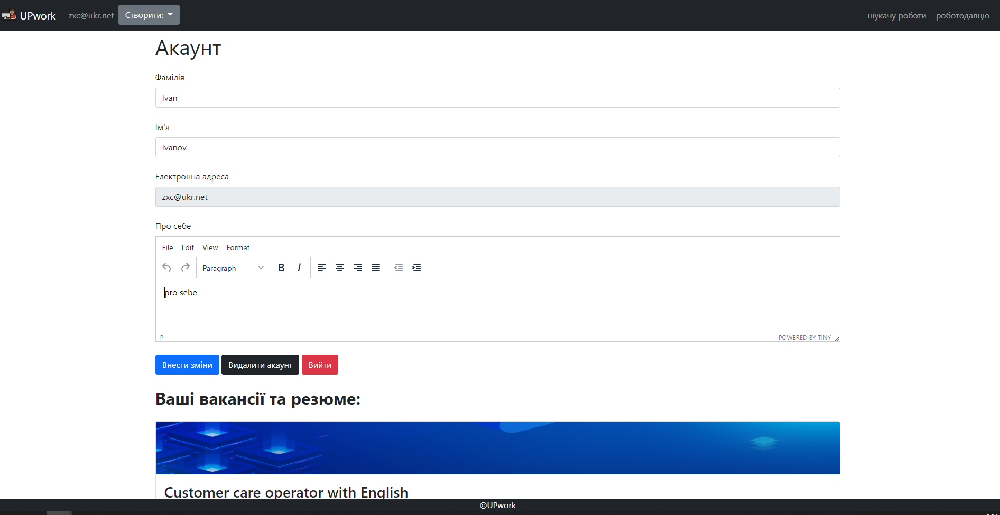 UPwork zxc@ukr.net Створити: шукачу роботи роботодавцю
Акаунт
Фамілія
Ivan
Ім'я
Ivanov
Електронна адреса
zxc@ukr.net
Про себе
File Edit View Format
Paragraph B I
pro sebe
P POWERED BY TINY
Внести зміни Видалити акаунт Вийти
Ваші вакансії та резюме:
Customer care operator with English
©UPwork